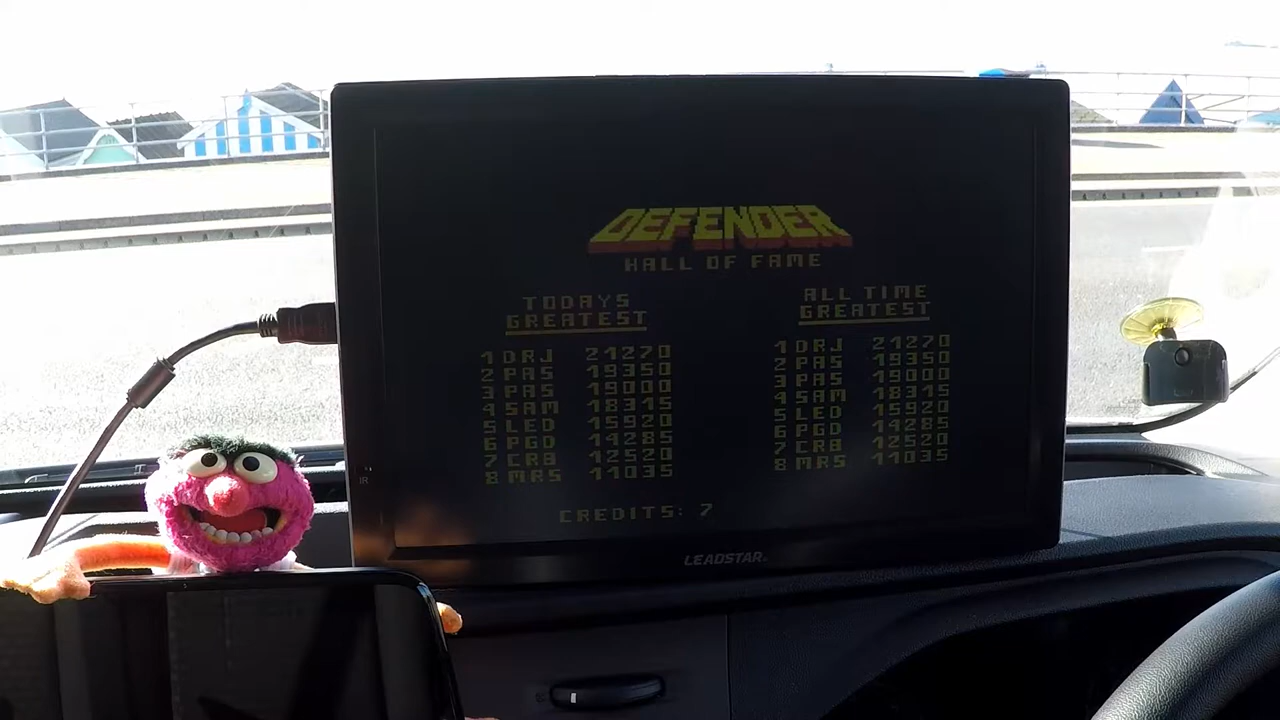 DEFENDER
HALL OF FAME
TODAYS
GREATEST
1 DRJ 21270
2 PAS 19350
3 PAS 19000
4 SAM 18315
5 LED 15920
6 PGD 14285
7 CRB 12520
8 MRS 11035
ALL TIME
GREATEST
1 DRJ 21270
2 PAS 19350
3 PAS 19000
4 SAM 18315
5 LED 15920
6 PGD 14285
7 CRB 12520
8 MRS 11035
CREDITS: 7
IR
LEADSTAR